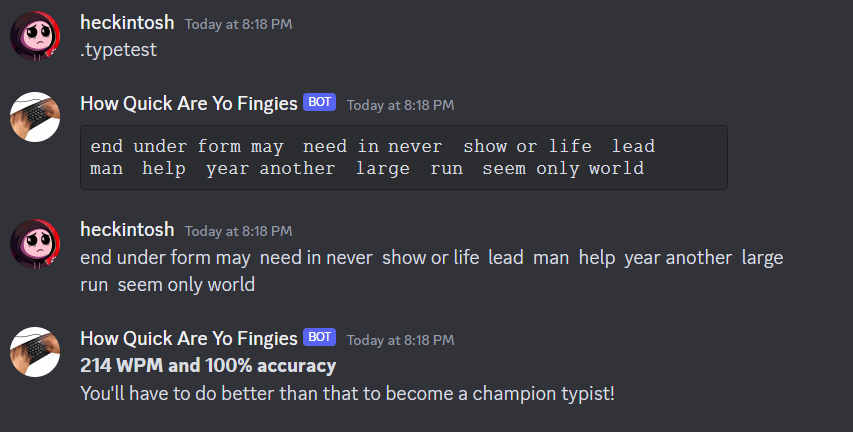 heckintosh Today at 8:18 PM
.typetest
How Quick Are Yo Fingies BOT Today at 8:18 PM
end under form may  need in never  show or life  lead
man  help  year another  large  run  seem only world
heckintosh Today at 8:18 PM
end under form may  need in never  show or life  lead  man  help  year another  large
run  seem only world
How Quick Are Yo Fingies BOT Today at 8:18 PM
214 WPM and 100% accuracy
You'll have to do better than that to become a champion typist!